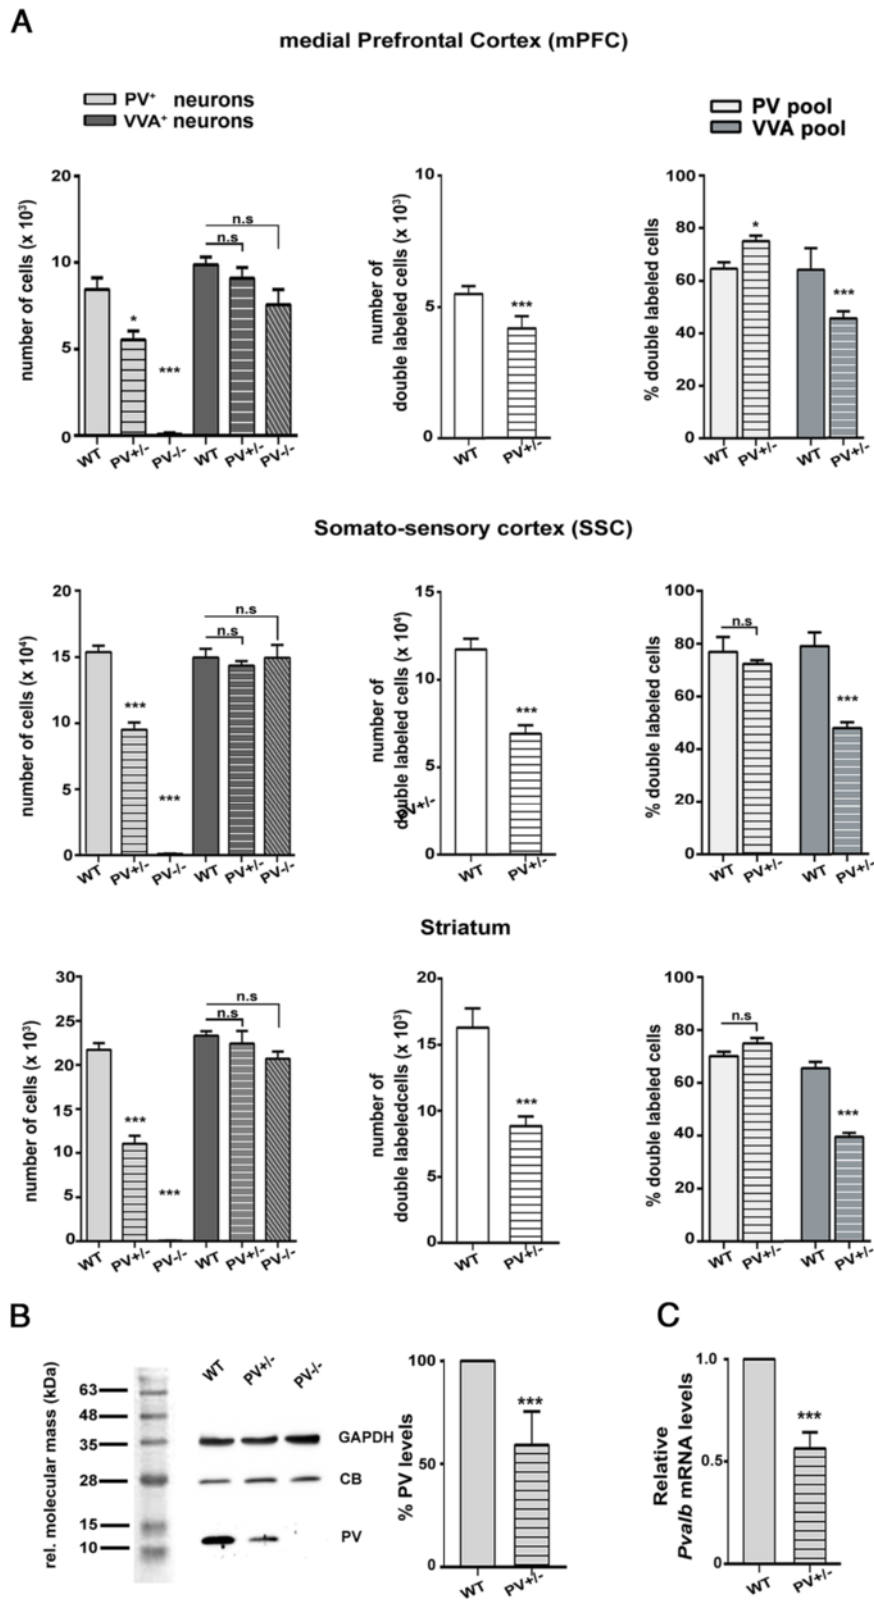 A
medial Prefrontal Cortex (mPFC)
PV⁺ neurons
VVA⁺ neurons
PV pool
VVA pool
number of cells (x 10³)
20
10
5
0
* *** n.s n.s
WT PV+/- PV-/- WT PV+/- PV-/-
number of
double labeled cells (x 10³)
10
5
0
***
WT PV+/-
% double labeled cells
100
80
60
40
20
0
* ***
WT PV+/- WT PV+/-
Somato-sensory cortex (SSC)
number of cells (x 10⁴)
20
15
10
5
0
*** *** n.s n.s
WT PV+/- PV-/- WT PV+/- PV-/-
number of
double labeled cells (x 10⁴)
PV+/-
15
10
5
0
***
WT PV+/-
% double labeled cells
100
80
60
40
20
0
n.s ***
WT PV+/- WT PV+/-
Striatum
number of cells (x 10³)
30
25
20
15
10
5
0
*** *** n.s n.s
WT PV+/- PV-/- WT PV+/- PV-/-
number of
double labeledcells (x 10³)
20
15
10
5
0
***
WT PV+/-
% double labeled cells
100
80
60
40
20
0
n.s ***
WT PV+/- WT PV+/-
B
rel. molecular mass (kDa)
63
48
35
28
15
10
WT PV+/- PV-/-
GAPDH
CB
PV
% PV levels
100
50
0
***
WT PV+/-
C
Relative
Pvalb mRNA levels
1.0
0.5
0
***
WT PV+/-